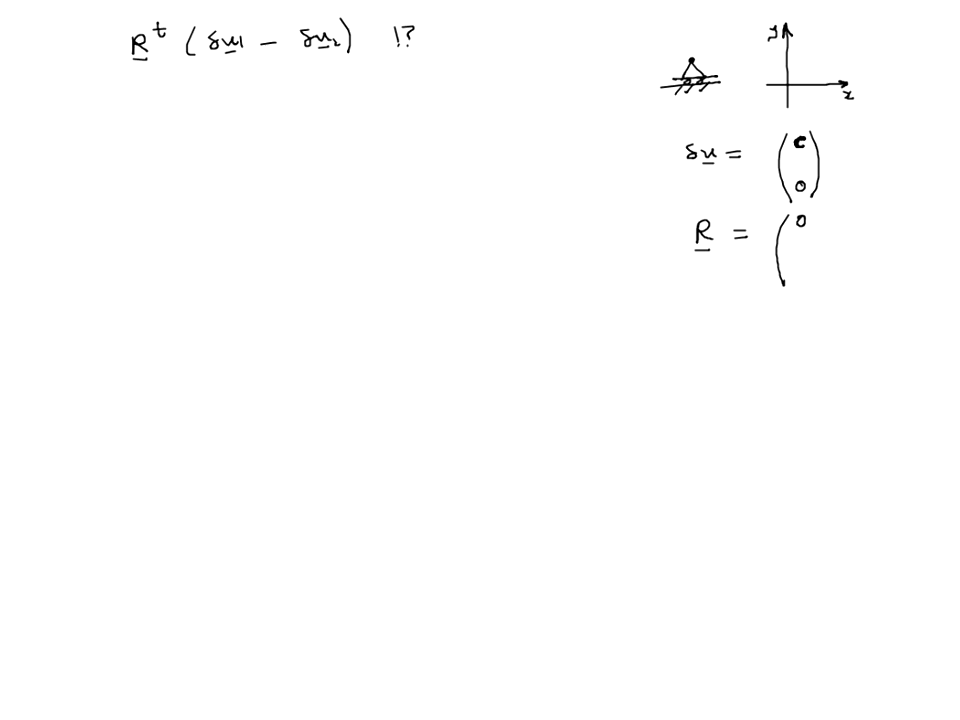 R^t ( δu1 - δu2 ) !?
y
x
δu = ( c
0 )
R = ( 0